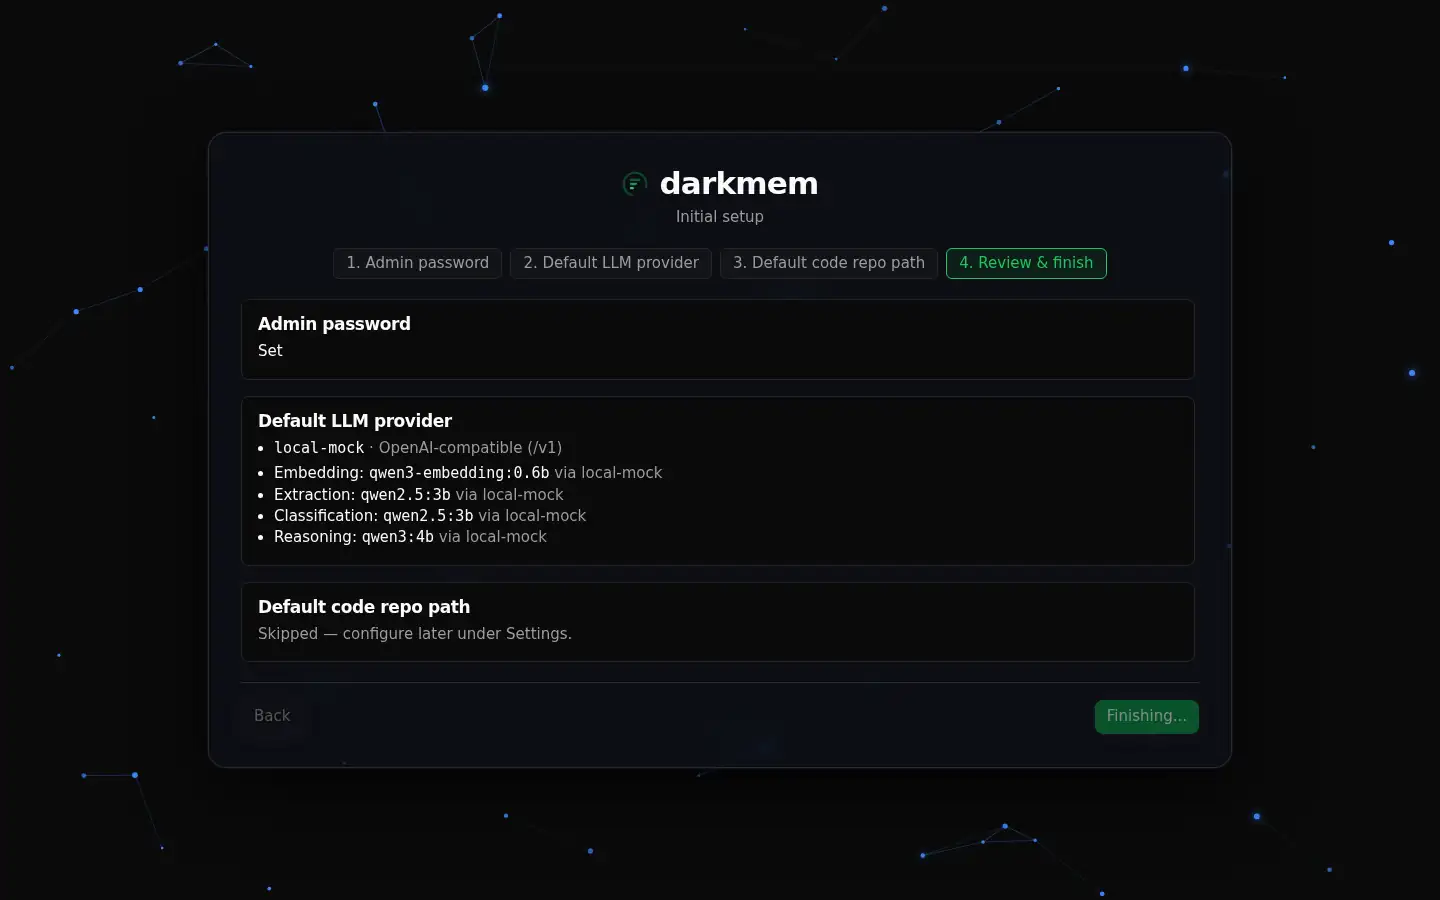 darkmem
Initial setup
1. Admin password
2. Default LLM provider
3. Default code repo path
4. Review & finish
Admin password
Set
Default LLM provider
• local-mock · OpenAI-compatible (/v1)
• Embedding: qwen3-embedding:0.6b via local-mock
• Extraction: qwen2.5:3b via local-mock
• Classification: qwen2.5:3b via local-mock
• Reasoning: qwen3:4b via local-mock
Default code repo path
Skipped — configure later under Settings.
Back
Finishing...